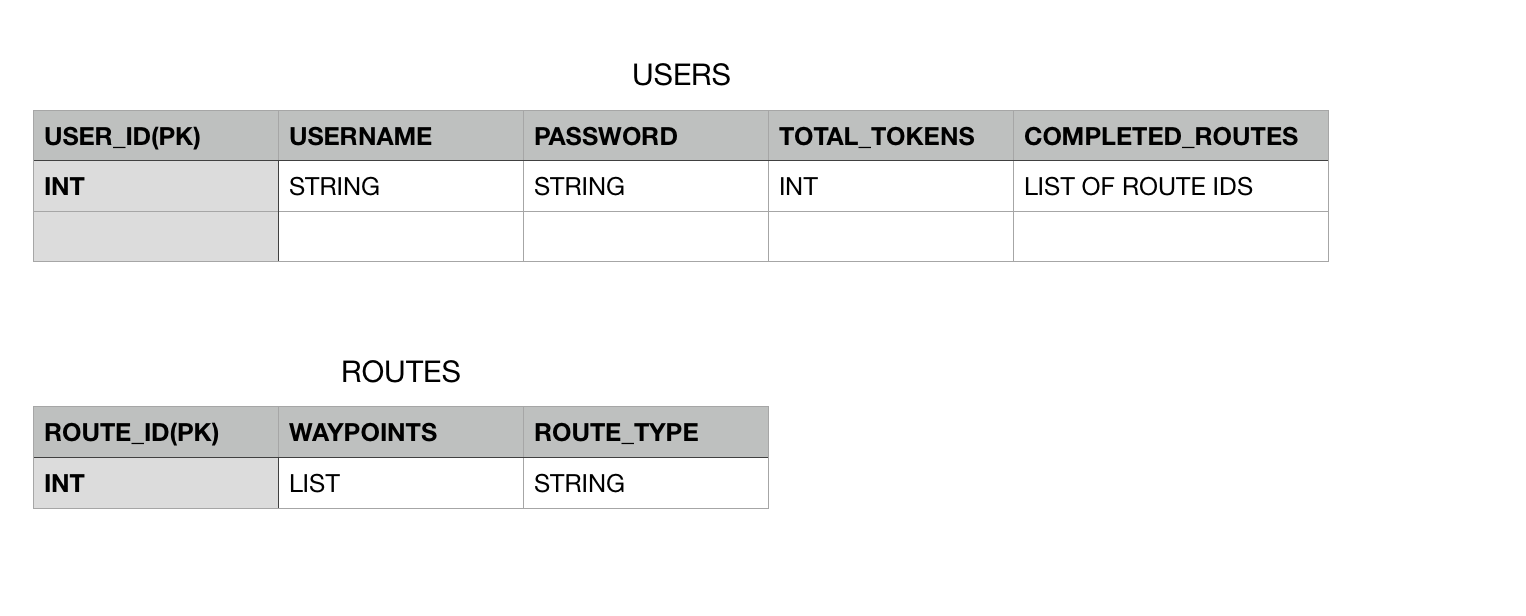 USERS
USER_ID(PK) USERNAME PASSWORD TOTAL_TOKENS COMPLETED_ROUTES
INT STRING STRING INT LIST OF ROUTE IDS
ROUTES
ROUTE_ID(PK) WAYPOINTS ROUTE_TYPE
INT LIST STRING